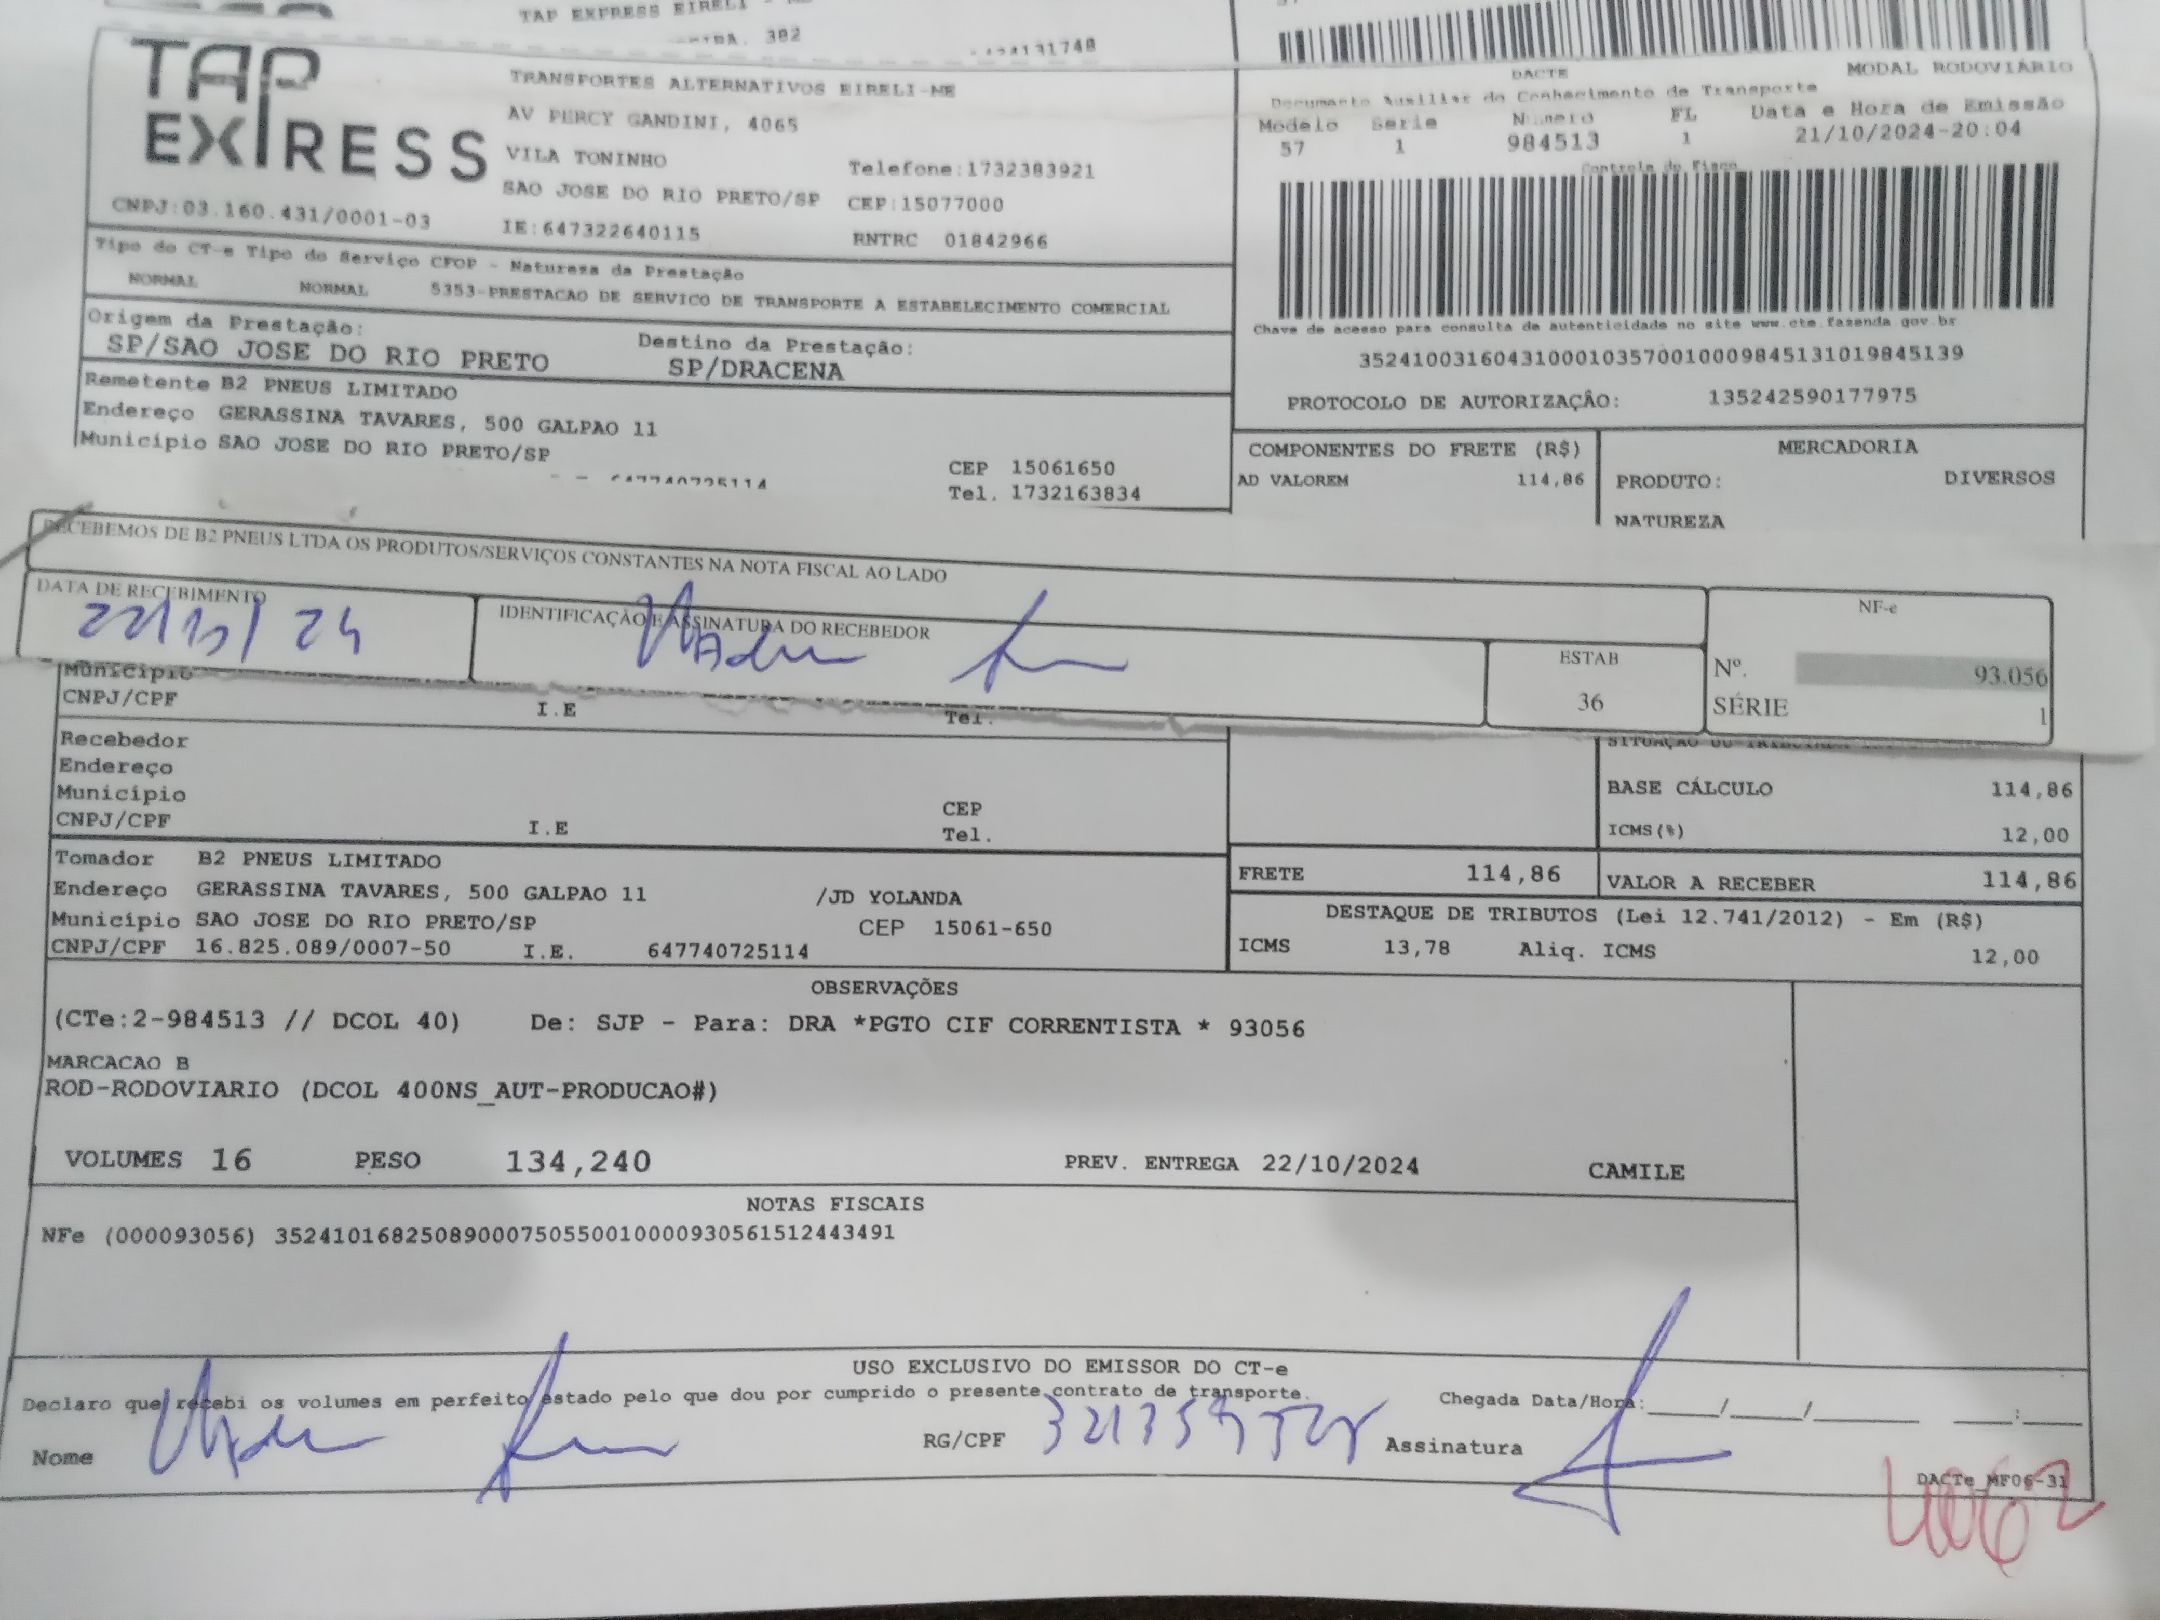 TAP EXPRESS EIRELI - ME
382
TAP
EXPRESS
TRANSPORTES ALTERNATIVOS EIRELI-ME
AV PERCY GANDINI, 4065
VILA TONINHO
Telefone:1732383921
SAO JOSE DO RIO PRETO/SP CEP:15077000
CNPJ:03.160.431/0001-03
IE:647322640115
RNTRC 01842966
DACTE
MODAL RODOVIÁRIO
Documento Auxiliar do Conhecimento de Transporte
Modelo Serie Número FL Data e Hora de Emissão
57 1 984513 1 21/10/2024-20:04
Controle do Fisco
Chave de acesso para consulta de autenticidade no site www.cte.fazenda gov.br
35241003160431000103570010009845131019845139
PROTOCOLO DE AUTORIZAÇÃO: 135242590177975
Tipo do CT-e Tipo do Serviço CFOP - Natureza da Prestação
NORMAL NORMAL 5353-PRESTACAO DE SERVICO DE TRANSPORTE A ESTABELECIMENTO COMERCIAL
Origem da Prestação: Destino da Prestação:
SP/SAO JOSE DO RIO PRETO SP/DRACENA
Remetente B2 PNEUS LIMITADO
Endereço GERASSINA TAVARES, 500 GALPAO 11
Município SAO JOSE DO RIO PRETO/SP
CEP 15061650
647740725114
Tel. 1732163834
COMPONENTES DO FRETE (R$)
AD VALOREM 114,86
MERCADORIA
PRODUTO: DIVERSOS
NATUREZA
RECEBEMOS DE B2 PNEUS LTDA OS PRODUTOS/SERVIÇOS CONSTANTES NA NOTA FISCAL AO LADO
DATA DE RECEBIMENTO
22/10/24
IDENTIFICAÇÃO E ASSINATURA DO RECEBEDOR
ESTAB
36
NF-e
Nº. 93.056
SÉRIE 1
Município
CNPJ/CPF I.E Tel.
Recebedor
Endereço
Município CEP
CNPJ/CPF I.E Tel.
BASE CÁLCULO 114,86
ICMS(%) 12,00
Tomador B2 PNEUS LIMITADO
Endereço GERASSINA TAVARES, 500 GALPAO 11 /JD YOLANDA
Município SAO JOSE DO RIO PRETO/SP CEP 15061-650
CNPJ/CPF 16.825.089/0007-50 I.E. 647740725114
FRETE 114,86 VALOR A RECEBER 114,86
DESTAQUE DE TRIBUTOS (Lei 12.741/2012) - Em (R$)
ICMS 13,78 Aliq. ICMS 12,00
OBSERVAÇÕES
(CTe:2-984513 // DCOL 40) De: SJP - Para: DRA *PGTO CIF CORRENTISTA * 93056
MARCACAO B
ROD-RODOVIARIO (DCOL 400NS_AUT-PRODUCAO#)
VOLUMES 16 PESO 134,240 PREV. ENTREGA 22/10/2024 CAMILE
NOTAS FISCAIS
NFe (000093056) 35241016825089000750550010000930561512443491
USO EXCLUSIVO DO EMISSOR DO CT-e
Declaro que recebi os volumes em perfeito estado pelo que dou por cumprido o presente contrato de transporte.
Chegada Data/Hora:____/____/______ ____:____
Nome RG/CPF Assinatura
DACTe_MF06-31